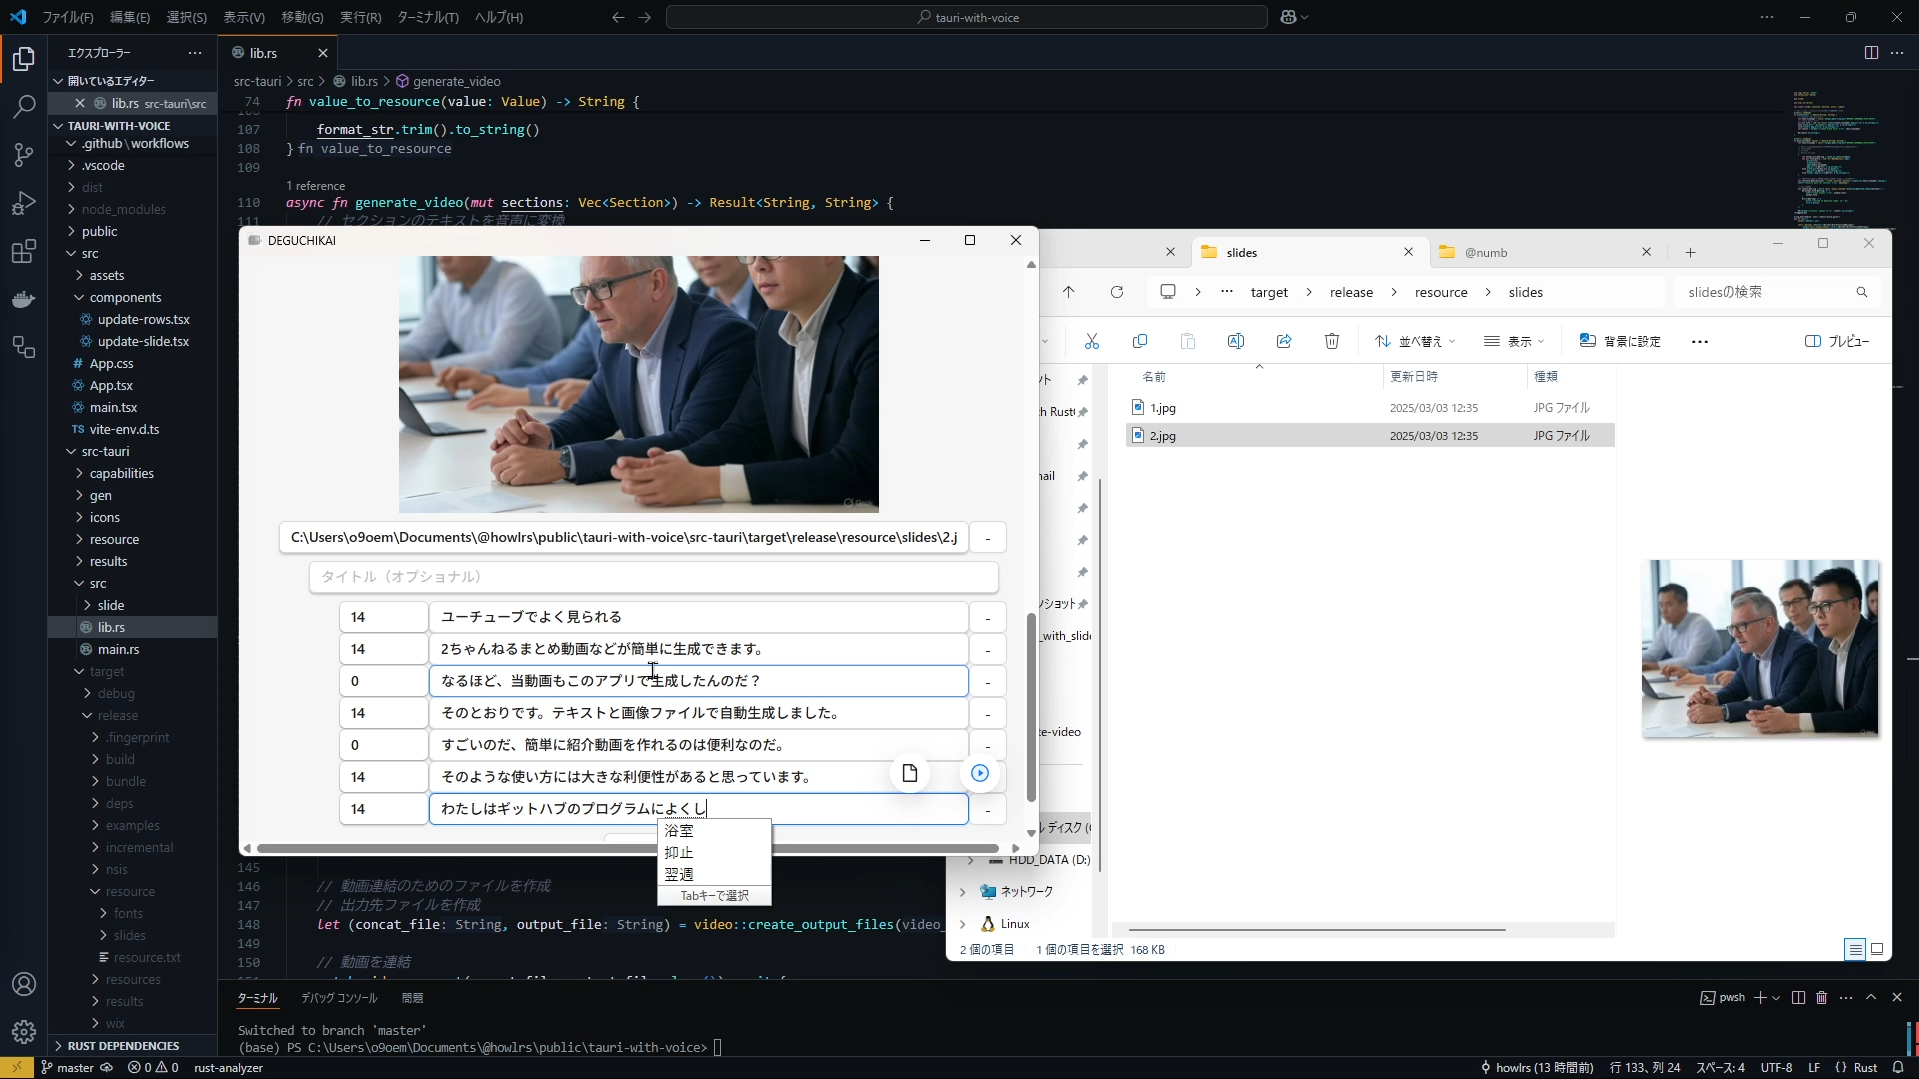 ファイル(F) 編集(E) 選択(S) 表示(V) 移動(G) 実行(R) ターミナル(T) ヘルプ(H)
tauri-with-voice
エクスプローラー
開いているエディター
lib.rs src-tauri\src
TAURI-WITH-VOICE
.github\workflows
.vscode
dist
node_modules
public
src
assets
components
update-rows.tsx
update-slide.tsx
App.css
App.tsx
main.tsx
vite-env.d.ts
src-tauri
capabilities
gen
icons
resource
results
src
slide
lib.rs
main.rs
target
debug
release
.fingerprint
build
bundle
deps
examples
incremental
nsis
resource
fonts
slides
resource.txt
resources
results
wix
RUST DEPENDENCIES
lib.rs
src-tauri > src > lib.rs > generate_video
74 fn value_to_resource(value: Value) -> String {
107 format_str.trim().to_string()
108 } fn value_to_resource
109
1 reference
110 async fn generate_video(mut sections: Vec<Section>) -> Result<String, String> {
111 // セクションのテキストを音声に変換
DEGUCHIKAI
C:\Users\o9oem\Documents\@howlrs\public\tauri-with-voice\src-tauri\target\release\resource\slides\2.j
-
タイトル（オプショナル）
14 ユーチューブでよく見られる -
14 2ちゃんねるまとめ動画などが簡単に生成できます。 -
0 なるほど、当動画もこのアプリで生成したんのだ？ -
14 そのとおりです。テキストと画像ファイルで自動生成しました。 -
0 すごいのだ、簡単に紹介動画を作れるのは便利なのだ。 -
14 そのような使い方には大きな利便性があると思っています。
14 わたしはギットハブのプログラムによくし -
浴室
抑止
翌週
Tabキーで選択
145
146 // 動画連結のためのファイルを作成
147 // 出力先ファイルを作成
148 let (concat_file: String, output_file: String) = video::create_output_files(video_
149
150 // 動画を連結
slides
@numb
target > release > resource > slides
slidesの検索
並べ替え
表示
背景に設定
プレビュー
名前 更新日時 種類
1.jpg 2025/03/03 12:35 JPG ファイル
2.jpg 2025/03/03 12:35 JPG ファイル
HDD_DATA (D:)
ネットワーク
Linux
2 個の項目 1 個の項目を選択 168 KB
ターミナル デバッグ コンソール 問題
pwsh
Switched to branch 'master'
(base) PS C:\Users\o9oem\Documents\@howlrs\public\tauri-with-voice>
master 0 0 rust-analyzer
howlrs (13 時間前) 行 133、列 24 スペース: 4 UTF-8 LF {} Rust